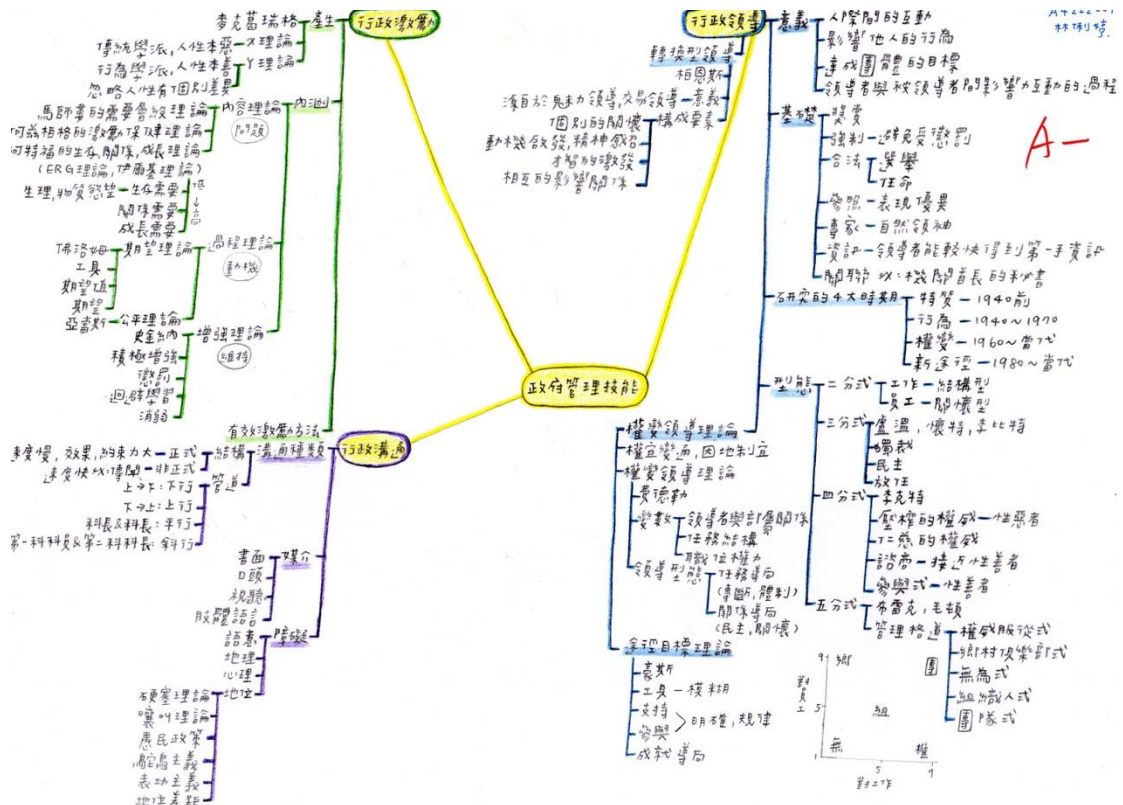 政府管理技能
行政激勵
產生
麥克葛瑞格
X理論
傳統學派,人性本惡
Y理論
行為學派,人性本善
忽略人性有個別差異
內涵
內容理論
問題
馬師婁的需要層級理論
何茲柏格的激勵保健理論
阿特福的生存,關係,成長理論
(ERG理論,伊爾基理論)
生理,物質慾望-生存需要
關係需要
成長需要
低→高
過程理論
動機
期望理論
佛洛姆
工具
期望值
期望
亞當斯-公平理論
增強理論
維持
史金納
積極增強
懲罰
迴避學習
消弱
有效激勵方法
行政溝通
溝通種類
結構
速度慢,效果,約束力大-正式
速度快 以:傳聞-非正式
管道
上→下:下行
下→上:上行
科長&科長:平行
第一科科員&第二科科長:斜行
媒介
書面
口頭
視聽
肢體語言
障礙
語意
地理
心理
地位
硬塞理論
嚷叫理論
愚民政策
鴕鳥主義
表功主義
地位差距
行政領導
意義
人際間的互動
影響他人的行為
達成團體的目標
領導者與被領導者間影響力互動的過程
轉換型領導
柏恩斯
源自於魅力領導,交易領導-意義
構成要素
個別的關懷
動機啟發,精神感召
才智的激發
相互的影響關係
基礎
獎賞
強制-避免受懲罰
合法
選舉
任命
參照-表現優異
專家-自然領袖
資訊-領導者能較快得到第一手資訊
關聯 以:機關首長的秘書
研究的4大時期
特質-1940前
行為-1940~1970
權變-1960~當代
新途徑-1980~當代
型態
二分式
工作-結構型
員工-關懷型
三分式
盧溫,懷特,李比特
獨裁
民主
放任
四分式
李克特
壓榨的權威-性惡者
仁慈的權威
諮商-接近性善者
參與式-性善者
五分式
布雷克,毛頓
管理格道
權威服從式
鄉村俱樂部式
無為式
組織人式
團隊式
權變領導理論
權宜變通,因地制宜
權變領導理論
費德勒
變數
領導者與部屬關係
任務結構
職位權力
領導型態
任務導向
(專斷,體制)
關係導向
(民主,關懷)
途徑目標理論
豪斯
工具-模糊
支持
參與
>明確,規律
成就導向
9
鄉
團
對員工
5
組
1
無
權
5
9
對工作
A-